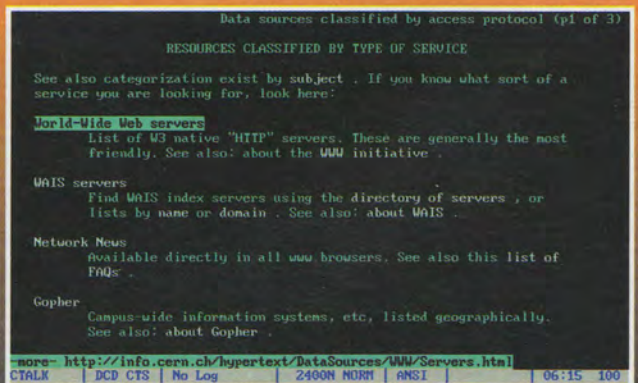 Data sources classified by access protocol (p1 of 3)
RESOURCES CLASSIFIED BY TYPE OF SERVICE
See also categorization exist by subject . If you know what sort of a
service you are looking for, look here:
World-Wide Web servers
List of W3 native "HTTP" servers. These are generally the most
friendly. See also: about the WWW initiative .
WAIS servers
Find WAIS index servers using the directory of servers , or
lists by name or domain . See also: about WAIS .
Network News
Available directly in all www browsers. See also this list of
FAQs .
Gopher
Campus-wide information systems, etc, listed geographically.
See also: about Gopher .
-more- http://info.cern.ch/hypertext/DataSources/WWW/Servers.html
CTALK | DCD CTS | No Log | 2400N NORM | ANSI | | 06:15 100